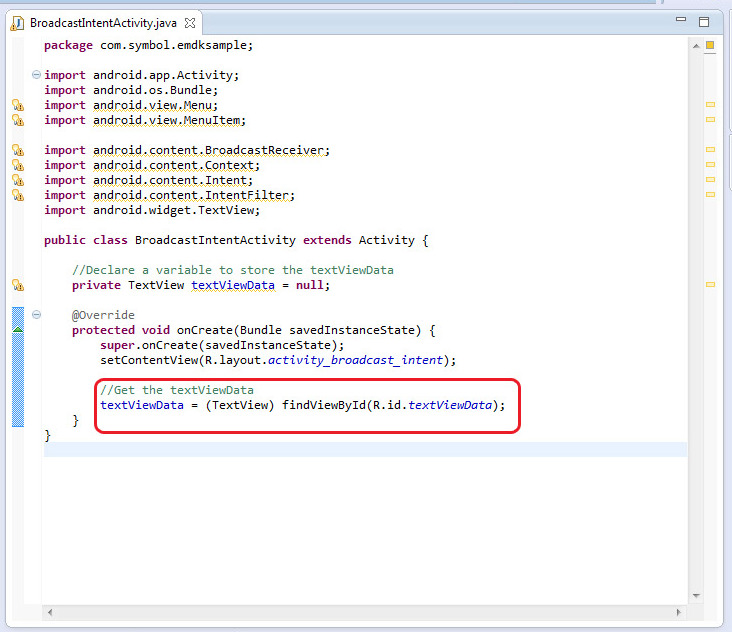 BroadcastIntentActivity.java
package com.symbol.emdksample;
import android.app.Activity;
import android.os.Bundle;
import android.view.Menu;
import android.view.MenuItem;
import android.content.BroadcastReceiver;
import android.content.Context;
import android.content.Intent;
import android.content.IntentFilter;
import android.widget.TextView;
public class BroadcastIntentActivity extends Activity {
//Declare a variable to store the textViewData
private TextView textViewData = null;
@Override
protected void onCreate(Bundle savedInstanceState) {
super.onCreate(savedInstanceState);
setContentView(R.layout.activity_broadcast_intent);
//Get the textViewData
textViewData = (TextView) findViewById(R.id.textViewData);
}
}